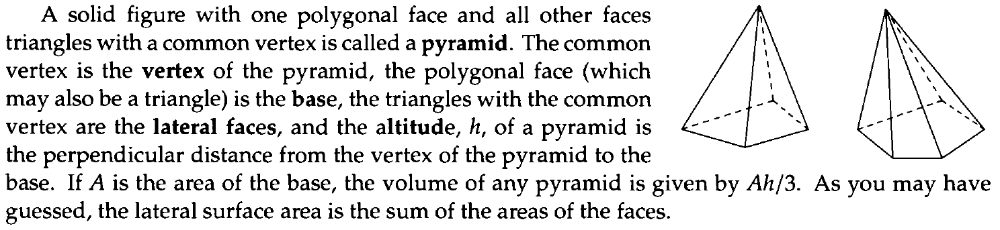 A solid figure with one polygonal face and all other faces
triangles with a common vertex is called a pyramid. The common
vertex is the vertex of the pyramid, the polygonal face (which
may also be a triangle) is the base, the triangles with the common
vertex are the lateral faces, and the altitude, h, of a pyramid is
the perpendicular distance from the vertex of the pyramid to the
base. If A is the area of the base, the volume of any pyramid is given by Ah/3. As you may have
guessed, the lateral surface area is the sum of the areas of the faces.